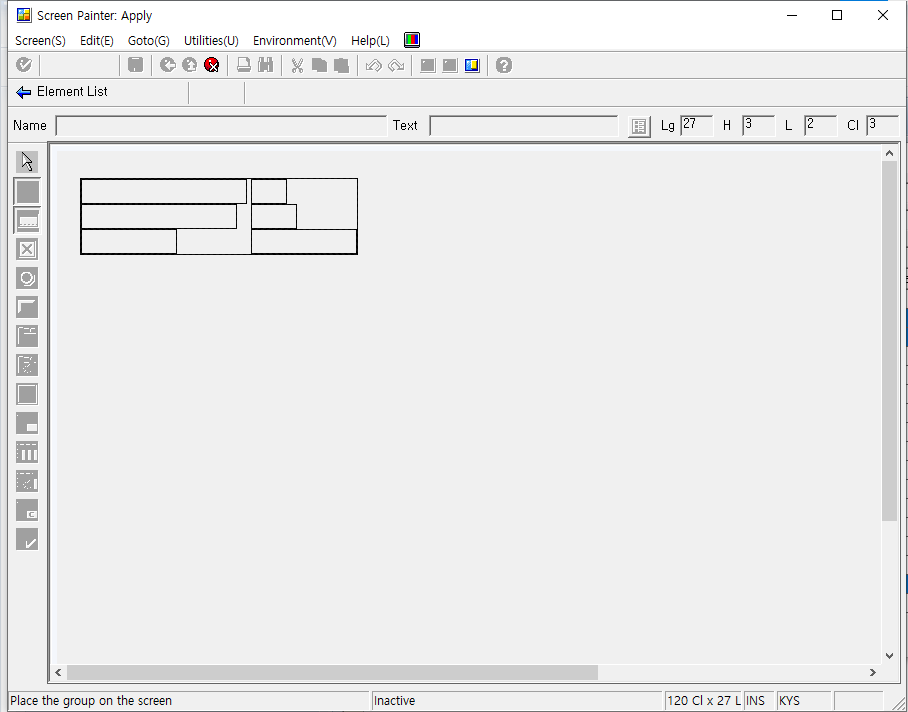 Screen Painter: Apply
Screen(S) Edit(E) Goto(G) Utilities(U) Environment(V) Help(L)
Element List
Name Text Lg 27 H 3 L 2 Cl 3
C
Place the group on the screen Inactive 120 Cl x 27 L INS KYS